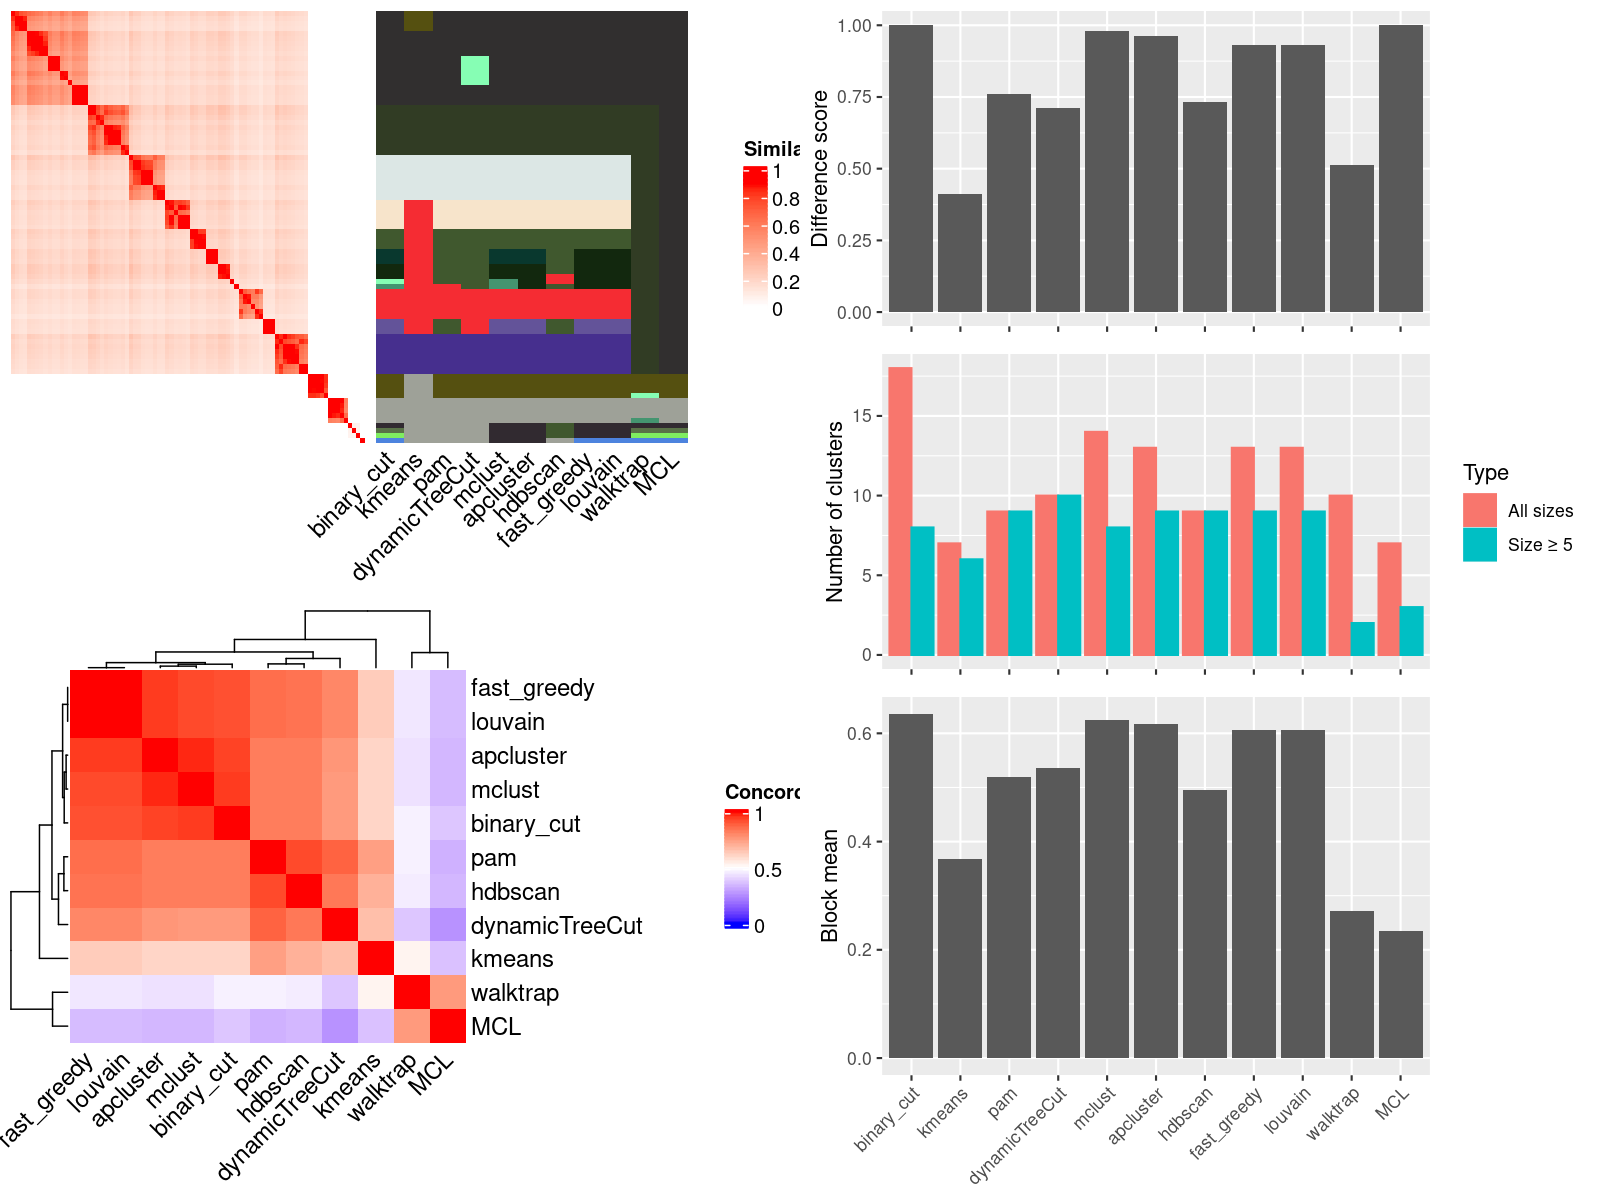 Simila
1
0.8
0.6
0.4
0.2
0
binary_cut
kmeans
pam
dynamicTreeCut
mclust
apcluster
hdbscan
fast_greedy
louvain
walktrap
MCL
fast_greedy
louvain
apcluster
mclust
binary_cut
pam
hdbscan
dynamicTreeCut
kmeans
walktrap
MCL
Concord
1
0.5
0
fast_greedy
louvain
apcluster
mclust
binary_cut
pam
hdbscan
dynamicTreeCut
kmeans
walktrap
MCL
Difference score
1.00
0.75
0.50
0.25
0.00
Number of clusters
15
10
5
0
Type
All sizes
Size ≥ 5
Block mean
0.6
0.4
0.2
0.0
binary_cut
kmeans
pam
dynamicTreeCut
mclust
apcluster
hdbscan
fast_greedy
louvain
walktrap
MCL